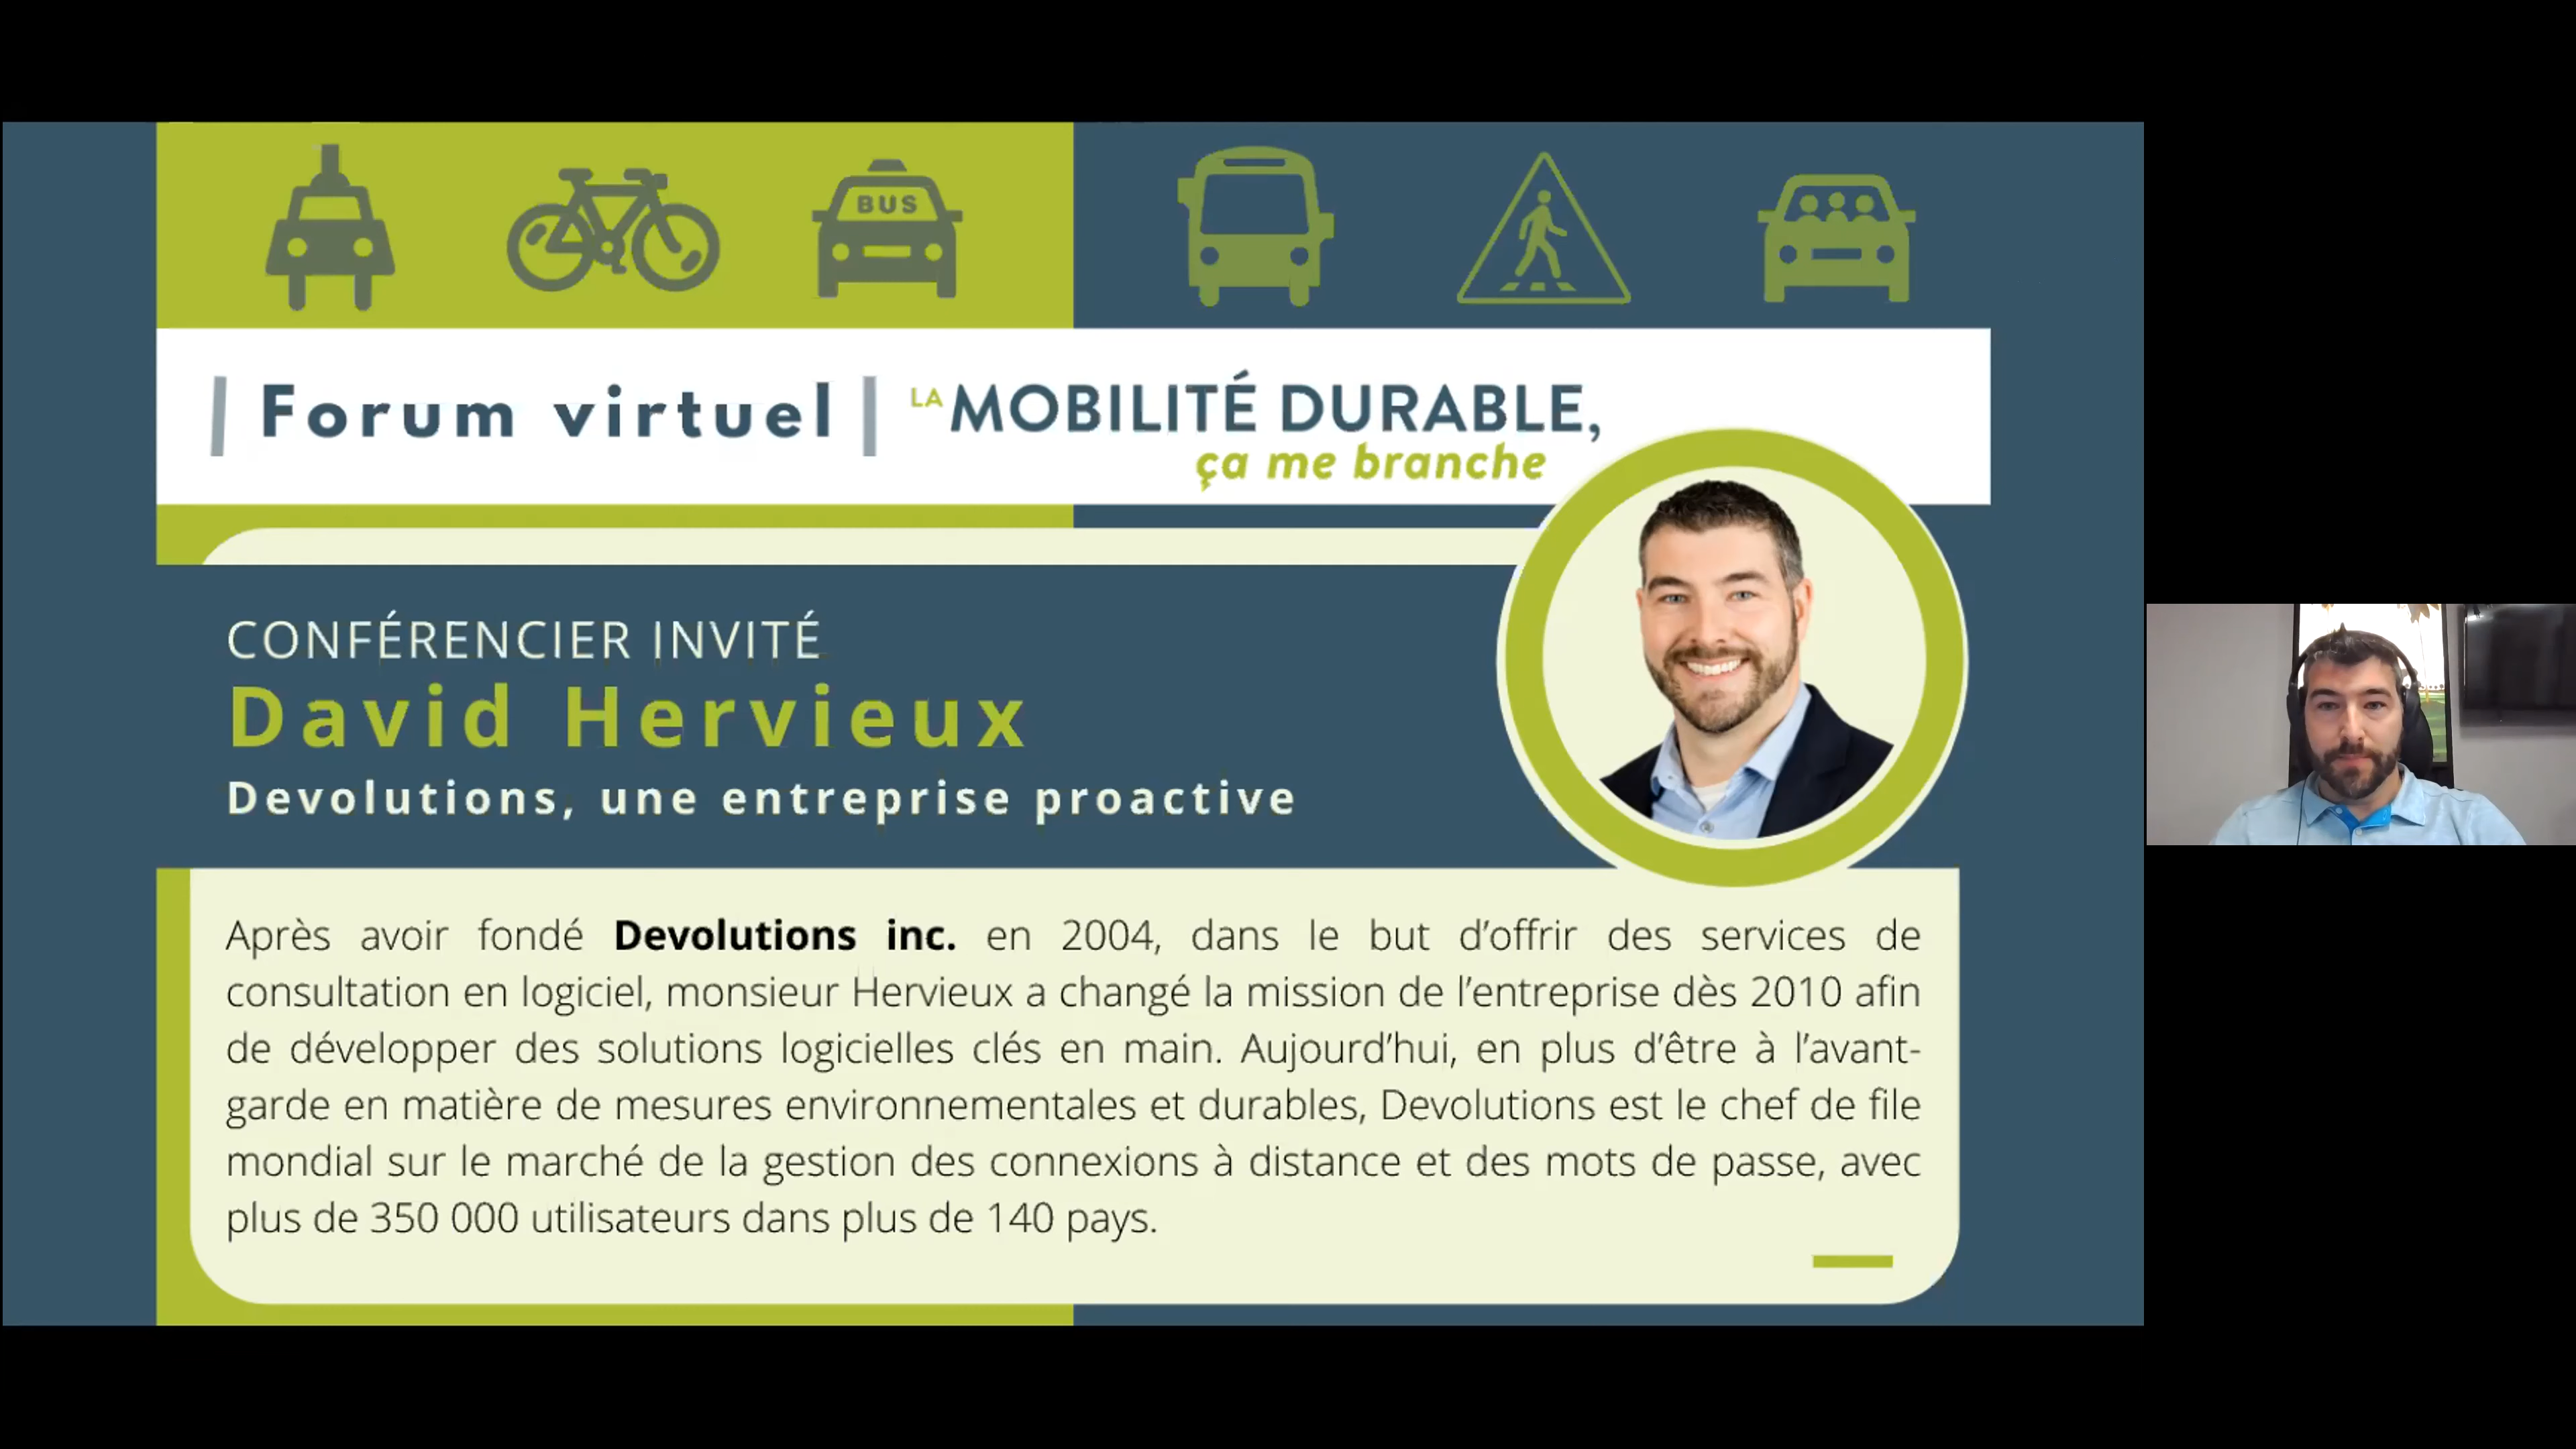 BUS
| Forum virtuel | LA MOBILITÉ DURABLE,
ça me branche
CONFÉRENCIER INVITÉ
David Hervieux
Devolutions, une entreprise proactive
Après avoir fondé Devolutions inc. en 2004, dans le but d’offrir des services de
consultation en logiciel, monsieur Hervieux a changé la mission de l’entreprise dès 2010 afin
de développer des solutions logicielles clés en main. Aujourd’hui, en plus d’être à l’avant-
garde en matière de mesures environnementales et durables, Devolutions est le chef de file
mondial sur le marché de la gestion des connexions à distance et des mots de passe, avec
plus de 350 000 utilisateurs dans plus de 140 pays.